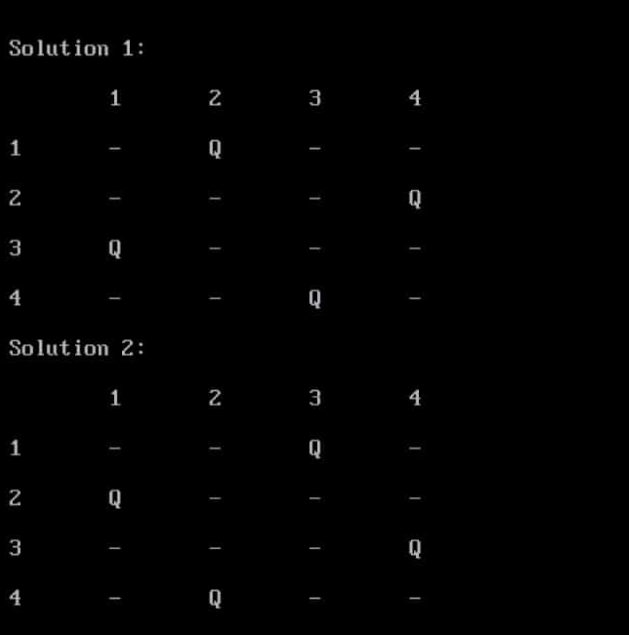 Solution 1:
1 2 3 4
1 - Q - -
2 - - - Q
3 Q - - -
4 - - Q -
Solution 2:
1 2 3 4
1 - - Q -
2 Q - - -
3 - - - Q
4 - Q - -